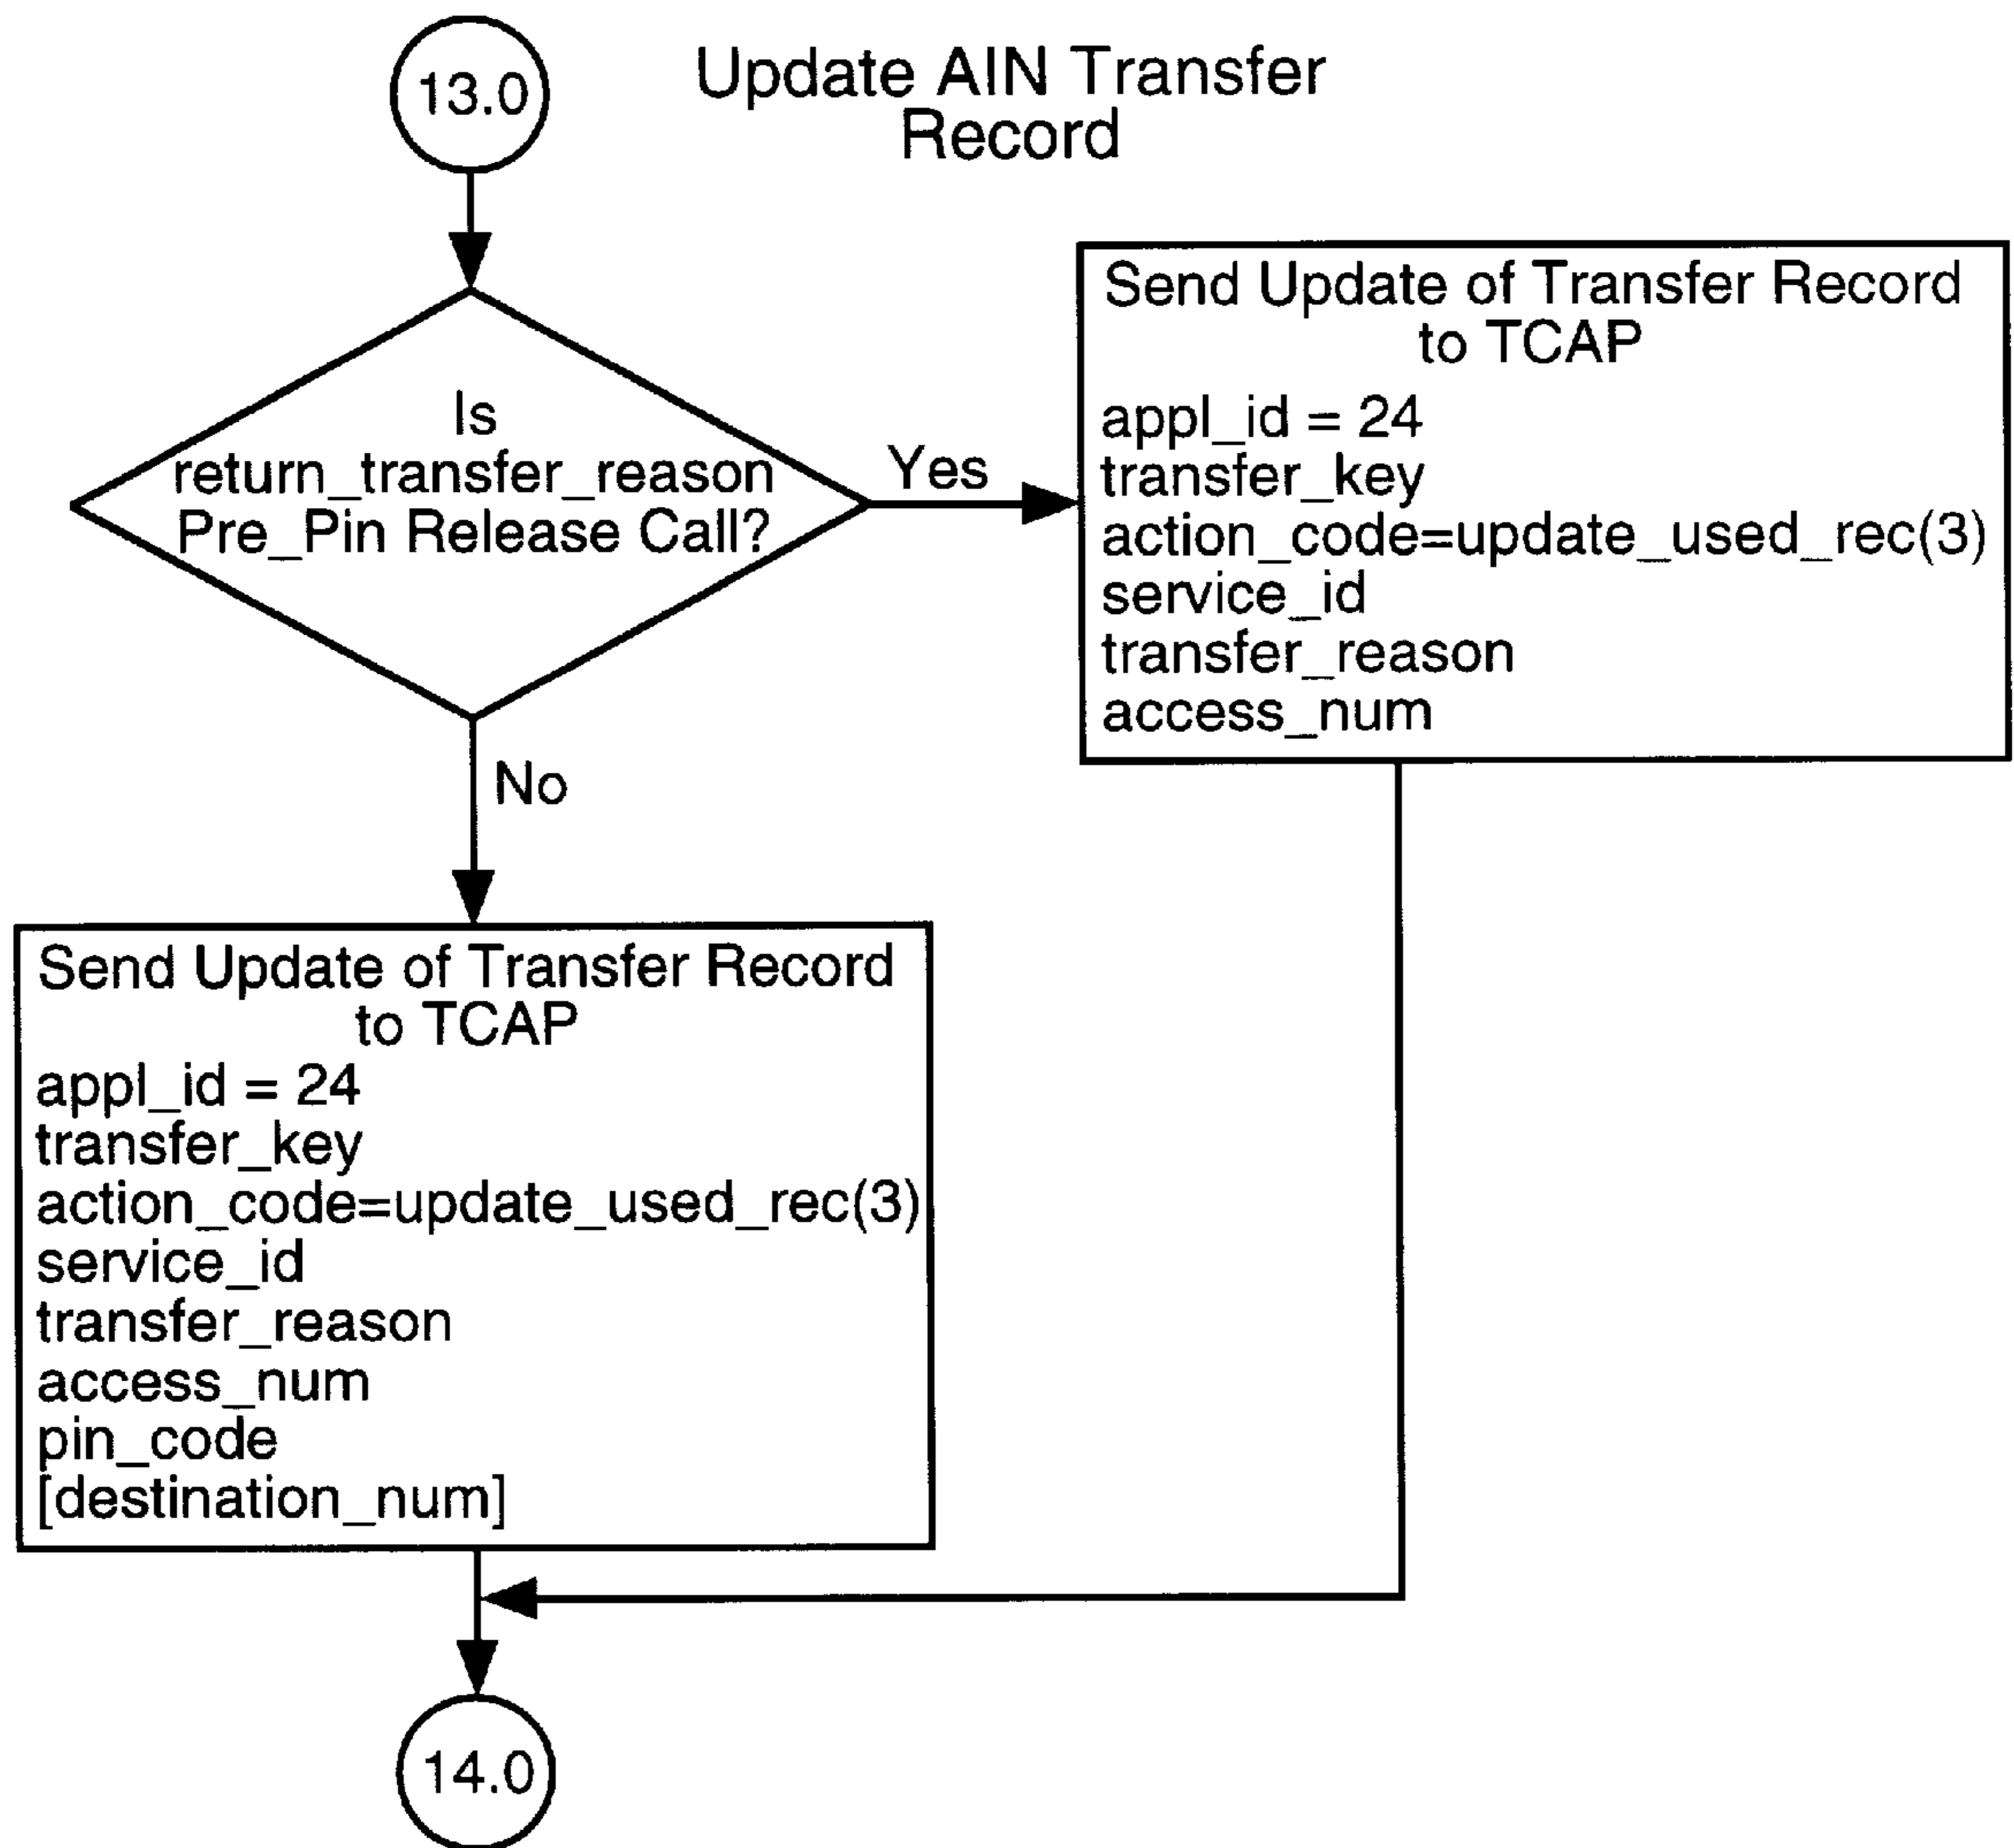 13.0
Update AIN Transfer
Record
Is
return_transfer_reason
Pre_Pin Release Call?
Yes
Send Update of Transfer Record
to TCAP
appl_id = 24
transfer_key
action_code=update_used_rec(3)
service_id
transfer_reason
access_num
No
Send Update of Transfer Record
to TCAP
appl_id = 24
transfer_key
action_code=update_used_rec(3)
service_id
transfer_reason
access_num
pin_code
[destination_num]
14.0